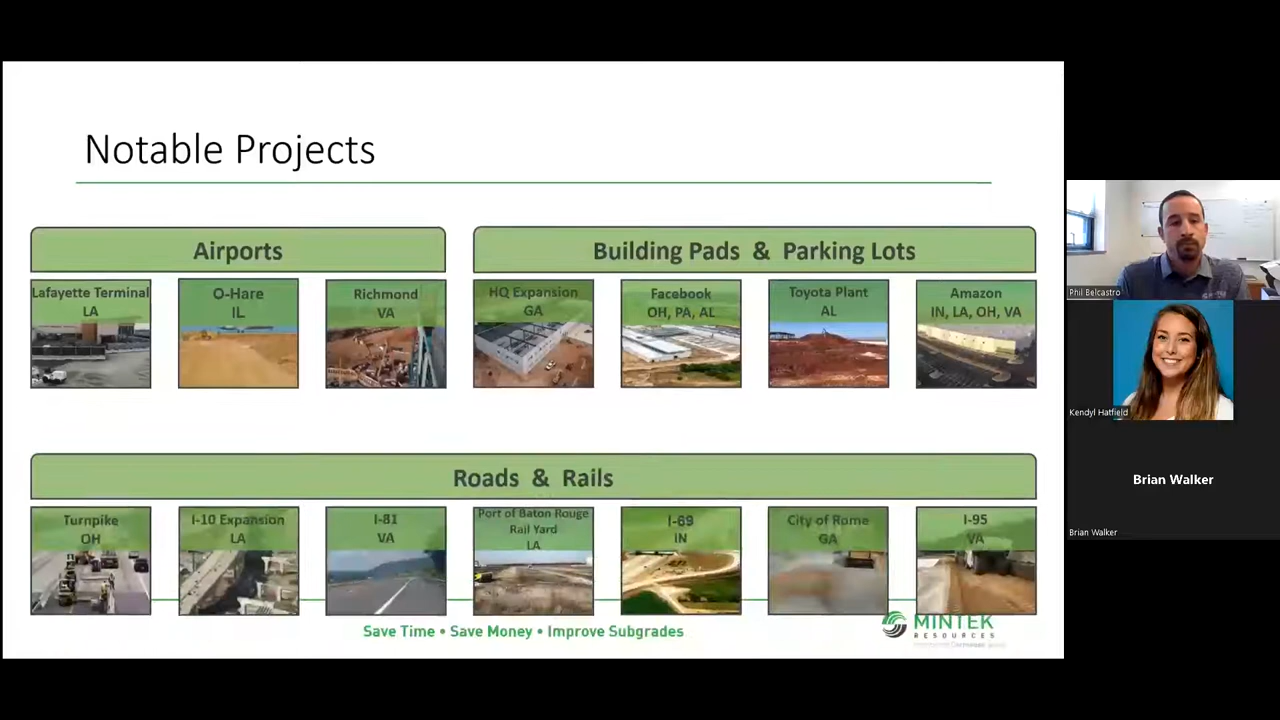 Notable Projects
Airports
Building Pads & Parking Lots
Lafayette Terminal
LA
O-Hare
IL
Richmond
VA
HQ Expansion
GA
Facebook
OH, PA, AL
Toyota Plant
AL
Amazon
IN, LA, OH, VA
Roads & Rails
Turnpike
OH
I-10 Expansion
LA
I-81
VA
Port of Baton Rouge
Rail Yard
LA
I-69
IN
City of Rome
GA
I-95
VA
Save Time • Save Money • Improve Subgrades
MINTEK
RESOURCES
Phil Belcastro
Kendyl Hatfield
Brian Walker
Brian Walker